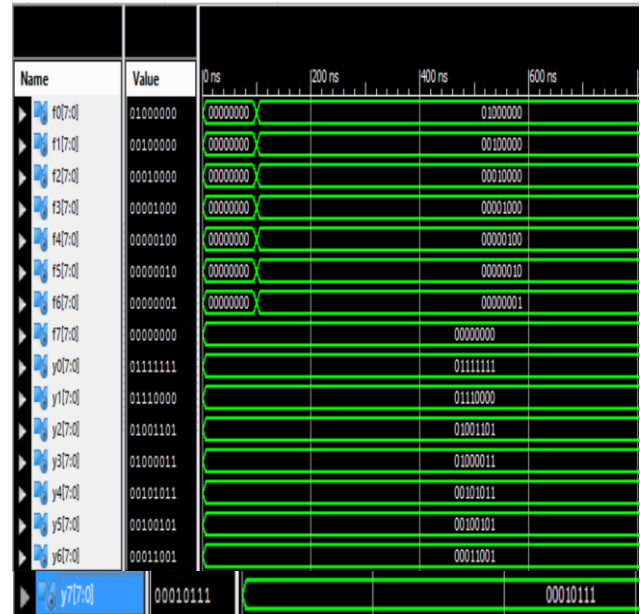 Name Value 0 ns 200 ns 400 ns 600 ns
f0[7:0] 01000000 00000000 01000000
f1[7:0] 00100000 00000000 00100000
f2[7:0] 00010000 00000000 00010000
f3[7:0] 00001000 00000000 00001000
f4[7:0] 00000100 00000000 00000100
f5[7:0] 00000010 00000000 00000010
f6[7:0] 00000001 00000000 00000001
f7[7:0] 00000000 00000000
y0[7:0] 01111111 01111111
y1[7:0] 01110000 01110000
y2[7:0] 01001101 01001101
y3[7:0] 01000011 01000011
y4[7:0] 00101011 00101011
y5[7:0] 00100101 00100101
y6[7:0] 00011001 00011001
y7[7:0] 00010111 00010111